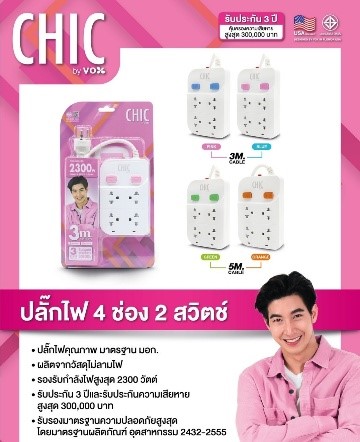 CHIC
by VOX
รับประกัน 3 ปี
คุ้มครองความเสียหาย
สูงสุด 300,000 บาท
USA
CHIC
2300
3m
PINK
BLUE
3M.
CABLE
GREEN
ORANGE
5M.
CABLE
ปลั๊กไฟ 4 ช่อง 2 สวิตช์
• ปลั๊กไฟคุณภาพ มาตรฐาน มอก.
• ผลิตจากวัสดุไม่ลามไฟ
• รองรับกำลังไฟสูงสุด 2300 วัตต์
• รับประกัน 3 ปีและรับประกันความเสียหาย
สูงสุด 300,000 บาท
• รับรองมาตรฐานความปลอดภัยสูงสุด
โดยมาตรฐานผลิตภัณฑ์ อุตสาหกรรม 2432-2555